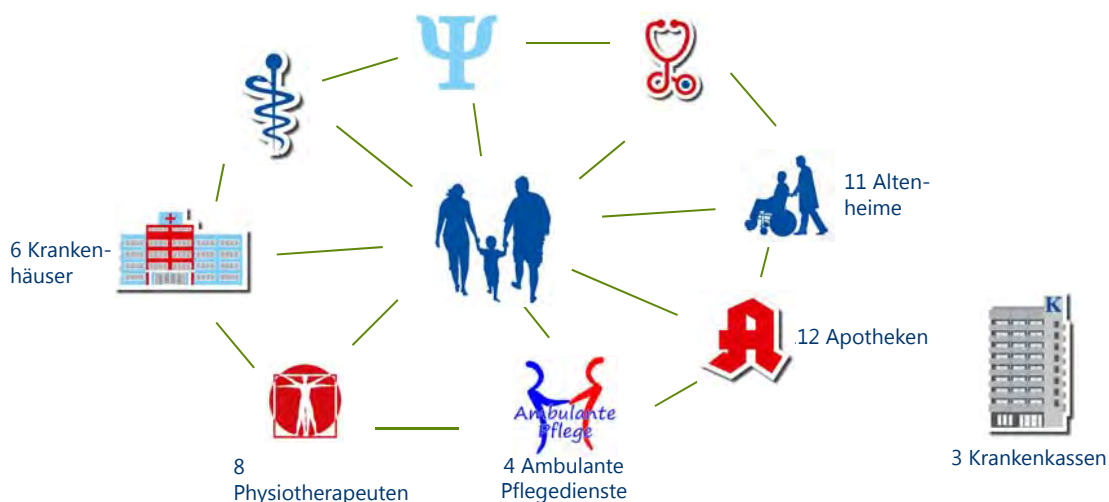 Ψ
11 Alten-
heime
6 Kranken-
häuser
K
.12 Apotheken
Ambulante
Pflege
3 Krankenkassen
8
Physiotherapeuten
4 Ambulante
Pflegedienste